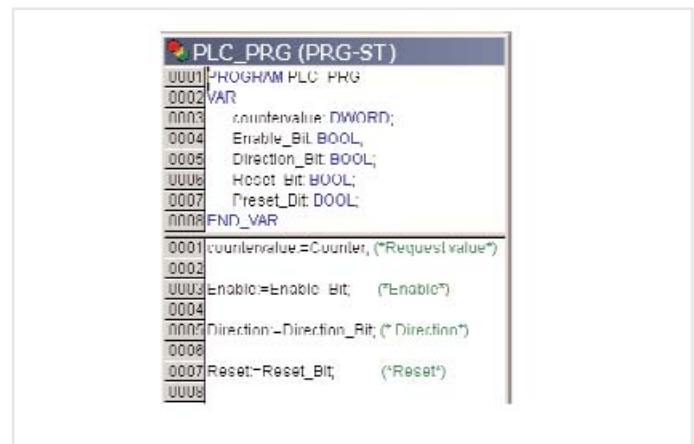 PLC_PRG (PRG-ST)
0001 PROGRAM PLC_PRG
0002 VAR
0003 countervalue: DWORD;
0004 Enable_Bit: BOOL;
0005 Direction_Bit: BOOL;
0006 Reset_Bit: BOOL;
0007 Preset_Bit: BOOL;
0008 END_VAR
0001 countervalue:=Counter; (*Request value*)
0002
0003 Enable:=Enable_Bit; (*Enable*)
0004
0005 Direction:=Direction_Bit; (* Direction*)
0006
0007 Reset:=Reset_Bit; (*Reset*)
0008